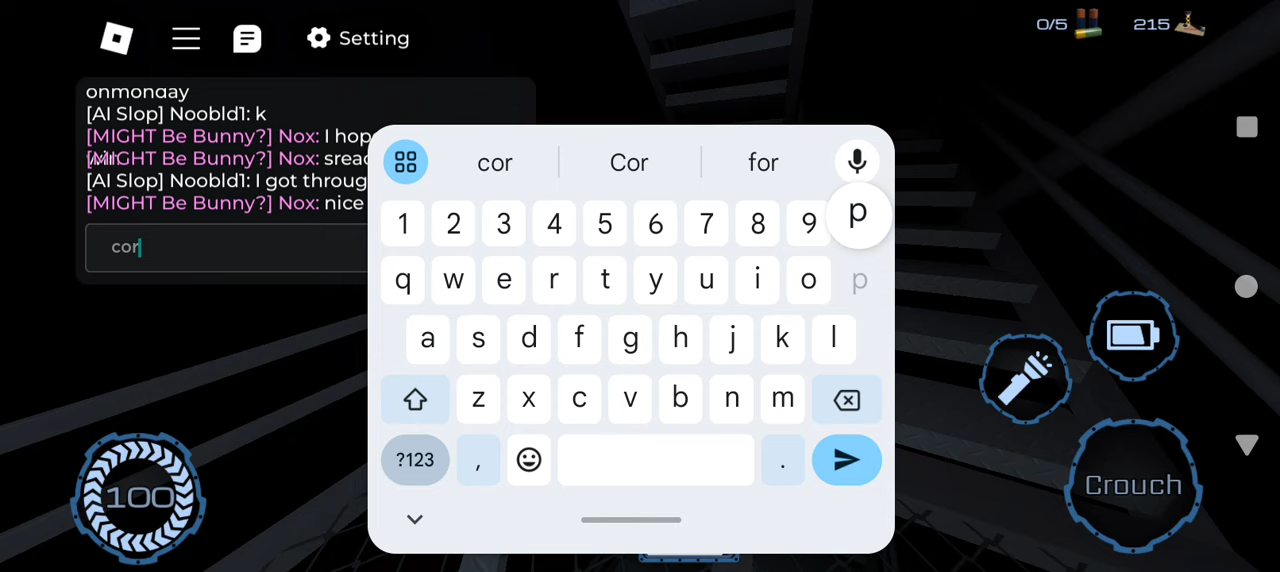 Setting
0/5
215
onmonday
[AI Slop] Noobld1: k
[MIGHT Be Bunny?] Nox: I hop
[MIGHT Be Bunny?] Nox: sread
[AI Slop] Noobld1: I got throug
[MIGHT Be Bunny?] Nox: nice
cor
cor Cor for
1 2 3 4 5 6 7 8 9 p
q w e r t y u i o p
a s d f g h j k l
z x c v b n m
?123 , .
100
Crouch